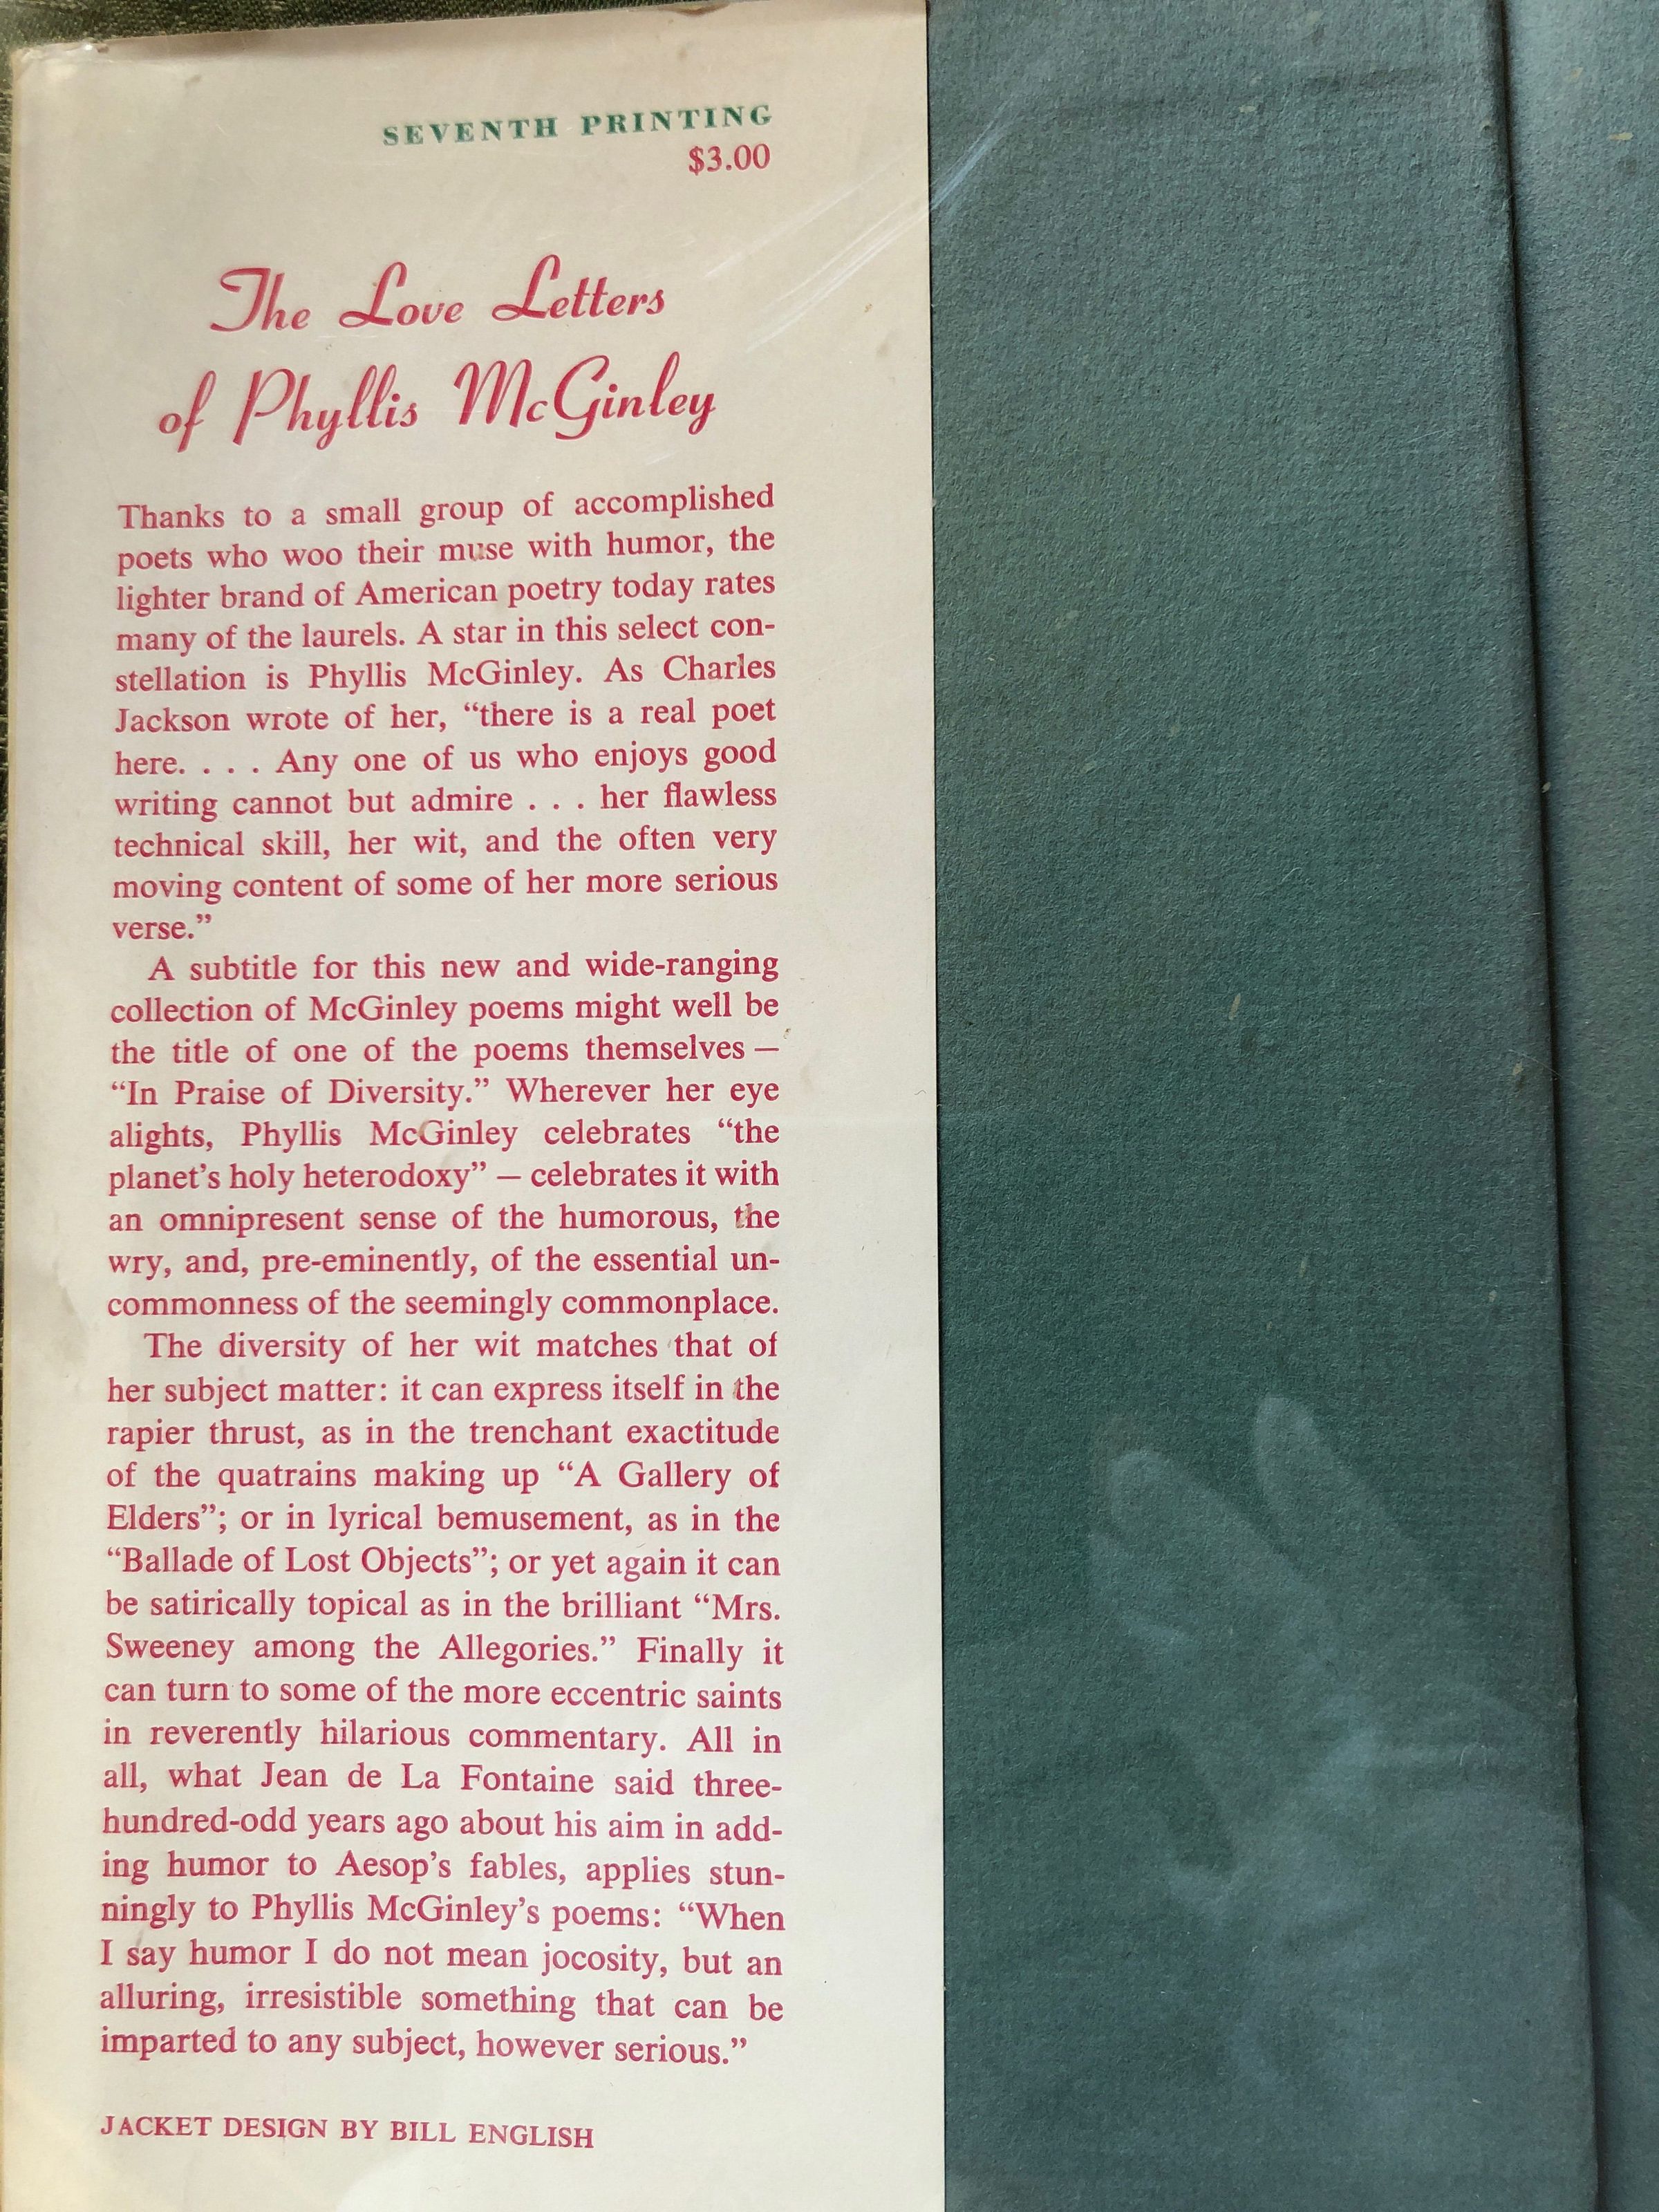 SEVENTH PRINTING
$3.00
The Love Letters
of Phyllis McGinley
Thanks to a small group of accomplished
poets who woo their muse with humor, the
lighter brand of American poetry today rates
many of the laurels. A star in this select con-
stellation is Phyllis McGinley. As Charles
Jackson wrote of her, “there is a real poet
here. . . . Any one of us who enjoys good
writing cannot but admire . . . her flawless
technical skill, her wit, and the often very
moving content of some of her more serious
verse.”
A subtitle for this new and wide-ranging
collection of McGinley poems might well be
the title of one of the poems themselves —
“In Praise of Diversity.” Wherever her eye
alights, Phyllis McGinley celebrates “the
planet’s holy heterodoxy” — celebrates it with
an omnipresent sense of the humorous, the
wry, and, pre-eminently, of the essential un-
commonness of the seemingly commonplace.
The diversity of her wit matches that of
her subject matter: it can express itself in the
rapier thrust, as in the trenchant exactitude
of the quatrains making up “A Gallery of
Elders”; or in lyrical bemusement, as in the
“Ballade of Lost Objects”; or yet again it can
be satirically topical as in the brilliant “Mrs.
Sweeney among the Allegories.” Finally it
can turn to some of the more eccentric saints
in reverently hilarious commentary. All in
all, what Jean de La Fontaine said three-
hundred-odd years ago about his aim in add-
ing humor to Aesop’s fables, applies stun-
ningly to Phyllis McGinley’s poems: “When
I say humor I do not mean jocosity, but an
alluring, irresistible something that can be
imparted to any subject, however serious.”
JACKET DESIGN BY BILL ENGLISH